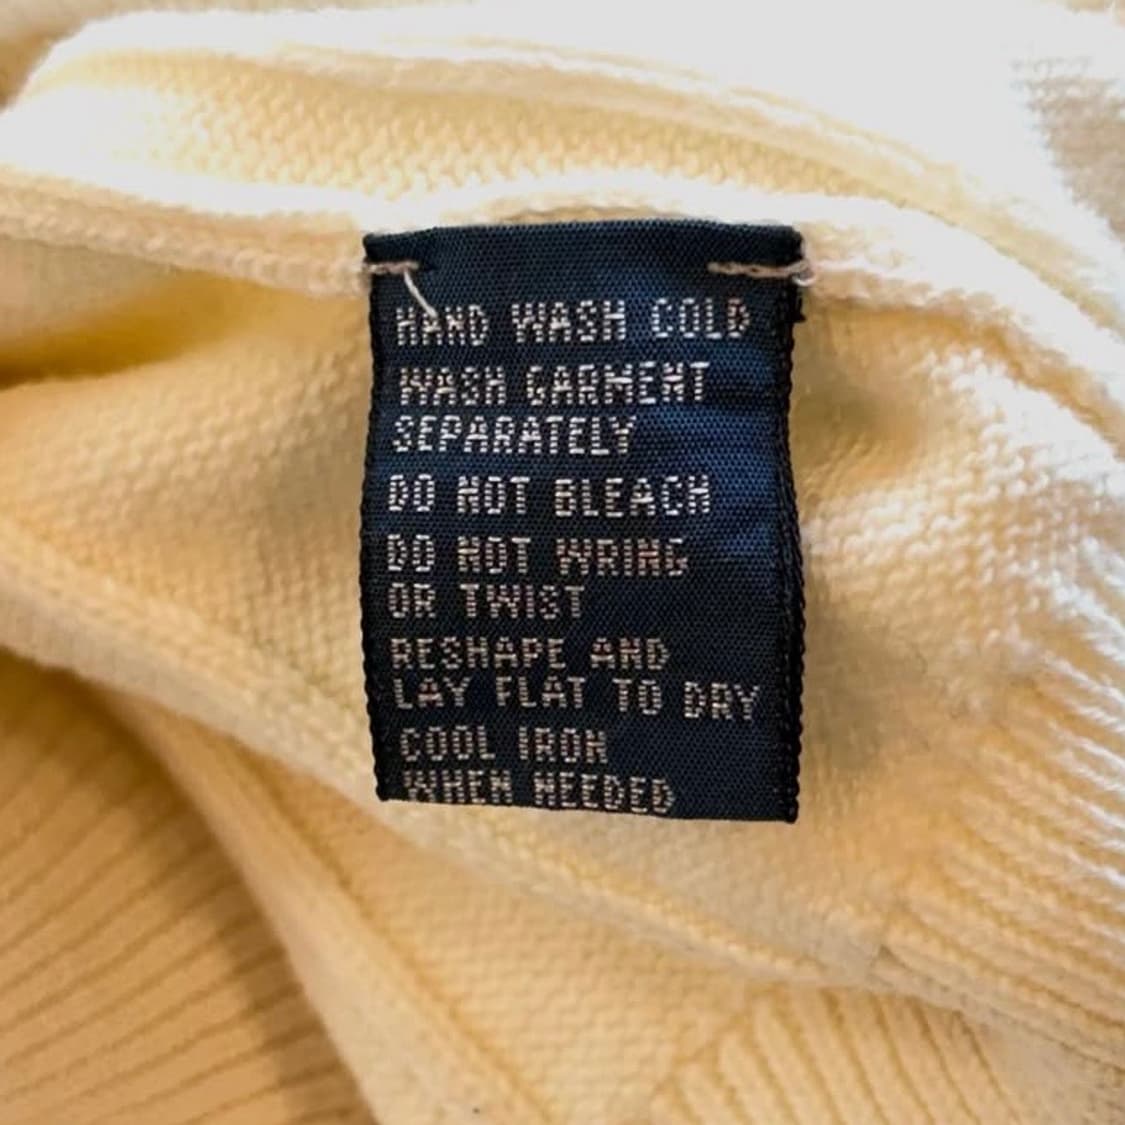 HAND WASH COLD
WASH GARMENT
SEPARATELY
DO NOT BLEACH
DO NOT WRING
OR TWIST
RESHAPE AND
LAY FLAT TO DRY
COOL IRON
WHEN NEEDED